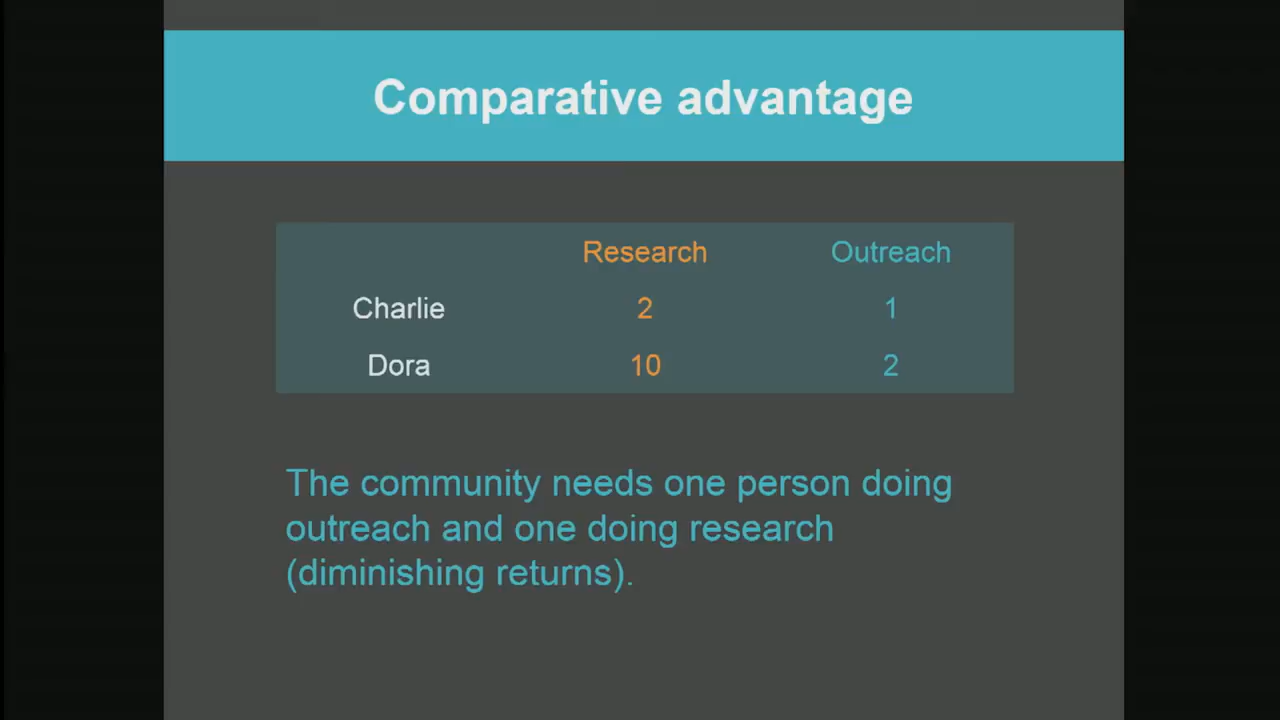 Comparative advantage
Research Outreach
Charlie 2 1
Dora 10 2
The community needs one person doing
outreach and one doing research
(diminishing returns).